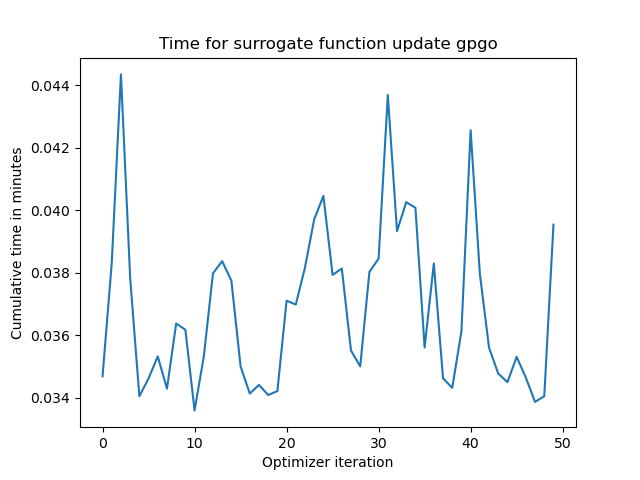 Time for surrogate function update gpgo
Cumulative time in minutes
0.044
0.042
0.040
0.038
0.036
0.034
0 10 20 30 40 50
Optimizer iteration